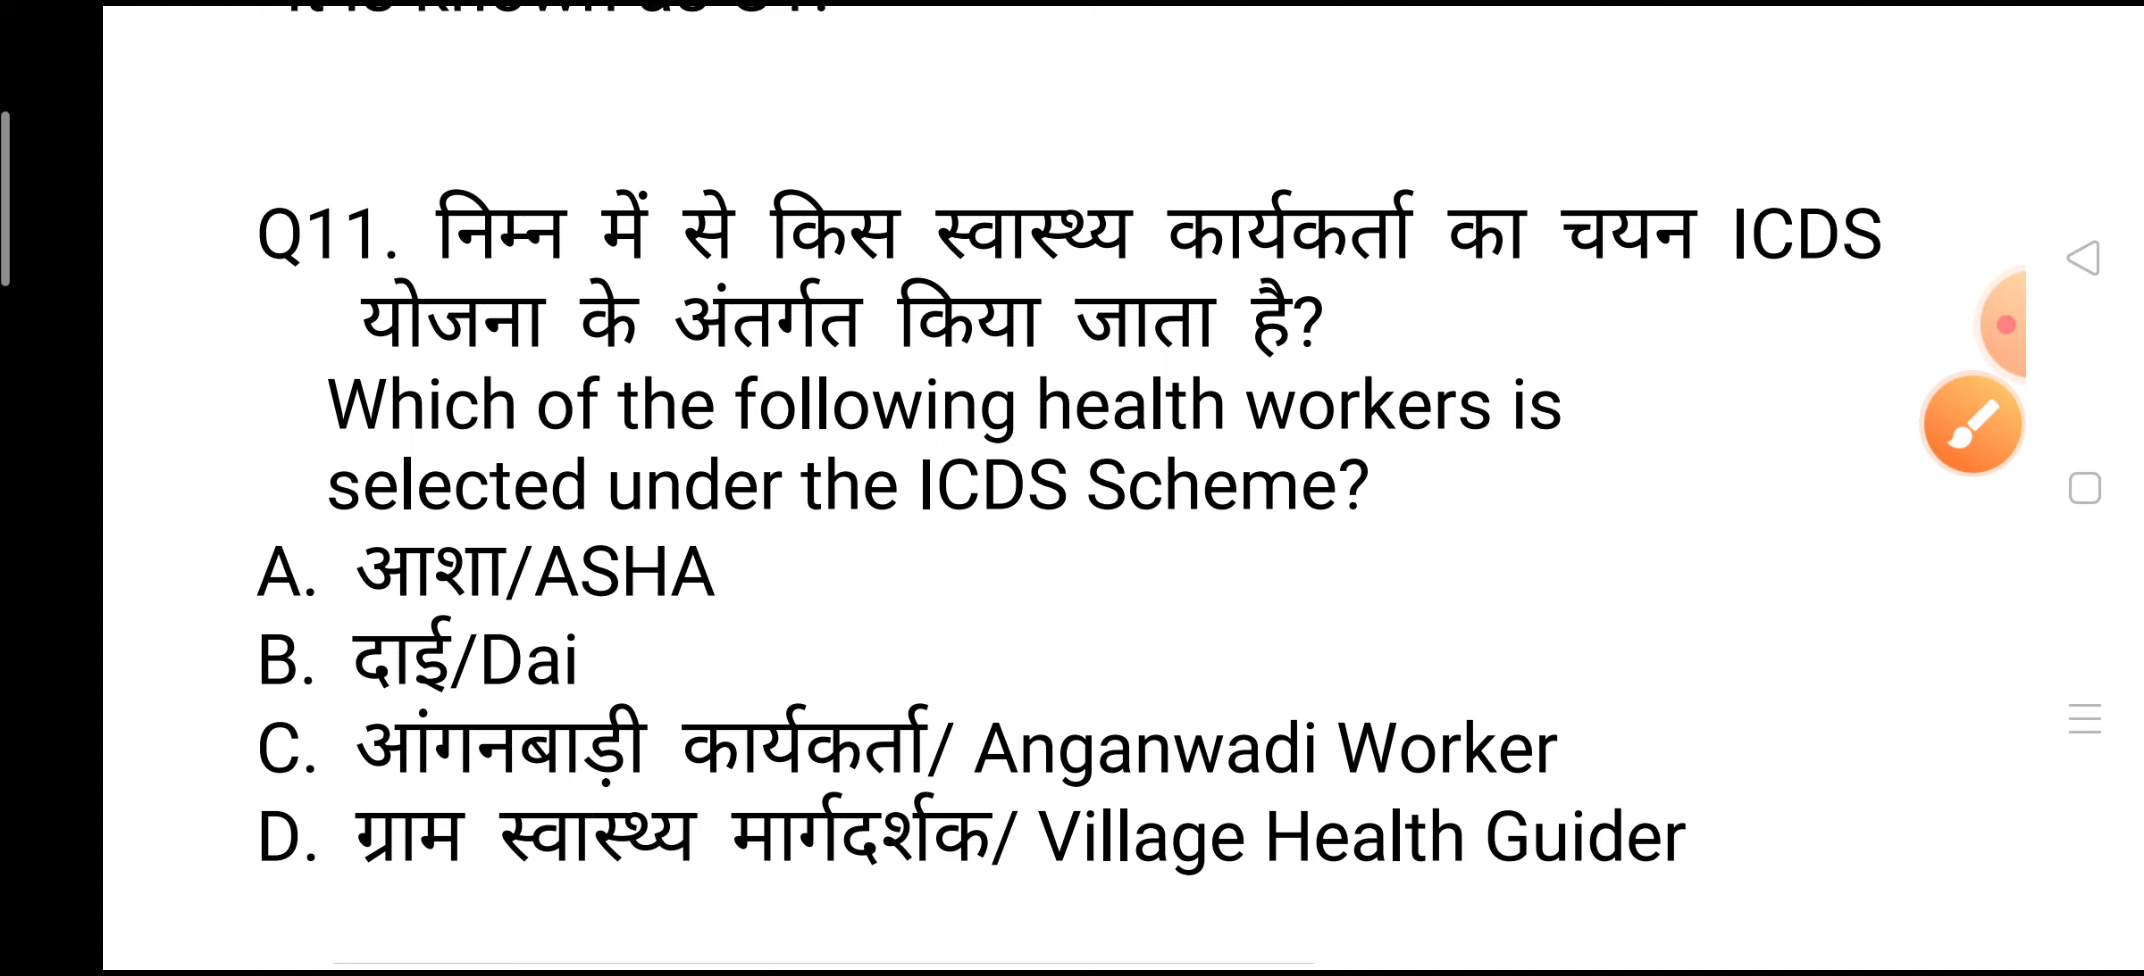 Q11. निम्न में से किस स्वास्थ्य कार्यकर्ता का चयन ICDS
योजना के अंतर्गत किया जाता है?
Which of the following health workers is
selected under the ICDS Scheme?
A. आशा/ASHA
B. दाई/Dai
C. आंगनबाड़ी कार्यकर्ता/ Anganwadi Worker
D. ग्राम स्वास्थ्य मार्गदर्शक/ Village Health Guider